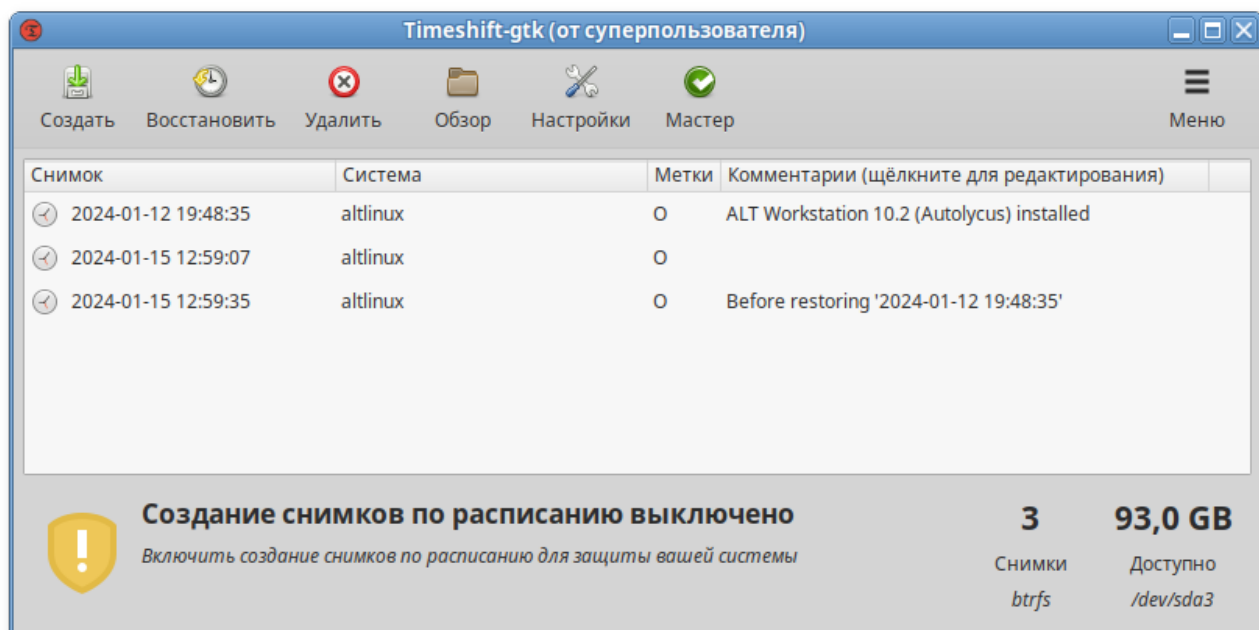 Timeshift-gtk (от суперпользователя)
Создать Восстановить Удалить Обзор Настройки Мастер Меню
Снимок Система Метки Комментарии (щёлкните для редактирования)
2024-01-12 19:48:35 altlinux O ALT Workstation 10.2 (Autolycus) installed
2024-01-15 12:59:07 altlinux O
2024-01-15 12:59:35 altlinux O Before restoring '2024-01-12 19:48:35'
Создание снимков по расписанию выключено
Включить создание снимков по расписанию для защиты вашей системы
3 93,0 GB
Снимки Доступно
btrfs /dev/sda3